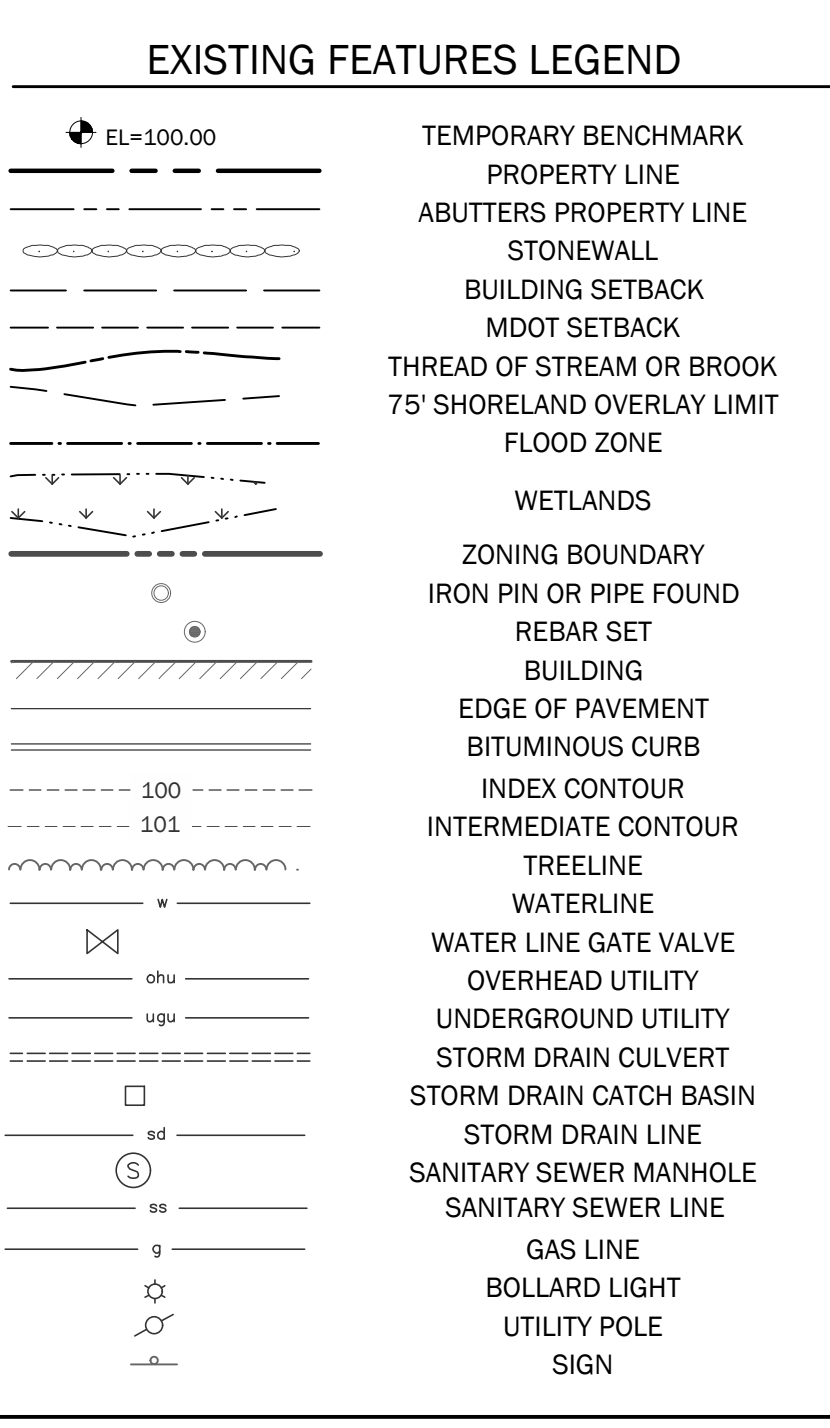 EXISTING FEATURES LEGEND
EL=100.00 TEMPORARY BENCHMARK
PROPERTY LINE
ABUTTERS PROPERTY LINE
STONEWALL
BUILDING SETBACK
MDOT SETBACK
THREAD OF STREAM OR BROOK
75' SHORELAND OVERLAY LIMIT
FLOOD ZONE
WETLANDS
ZONING BOUNDARY
IRON PIN OR PIPE FOUND
REBAR SET
BUILDING
EDGE OF PAVEMENT
BITUMINOUS CURB
100 INDEX CONTOUR
101 INTERMEDIATE CONTOUR
TREELINE
w WATERLINE
WATER LINE GATE VALVE
ohu OVERHEAD UTILITY
ugu UNDERGROUND UTILITY
STORM DRAIN CULVERT
STORM DRAIN CATCH BASIN
sd STORM DRAIN LINE
S SANITARY SEWER MANHOLE
ss SANITARY SEWER LINE
g GAS LINE
BOLLARD LIGHT
UTILITY POLE
SIGN